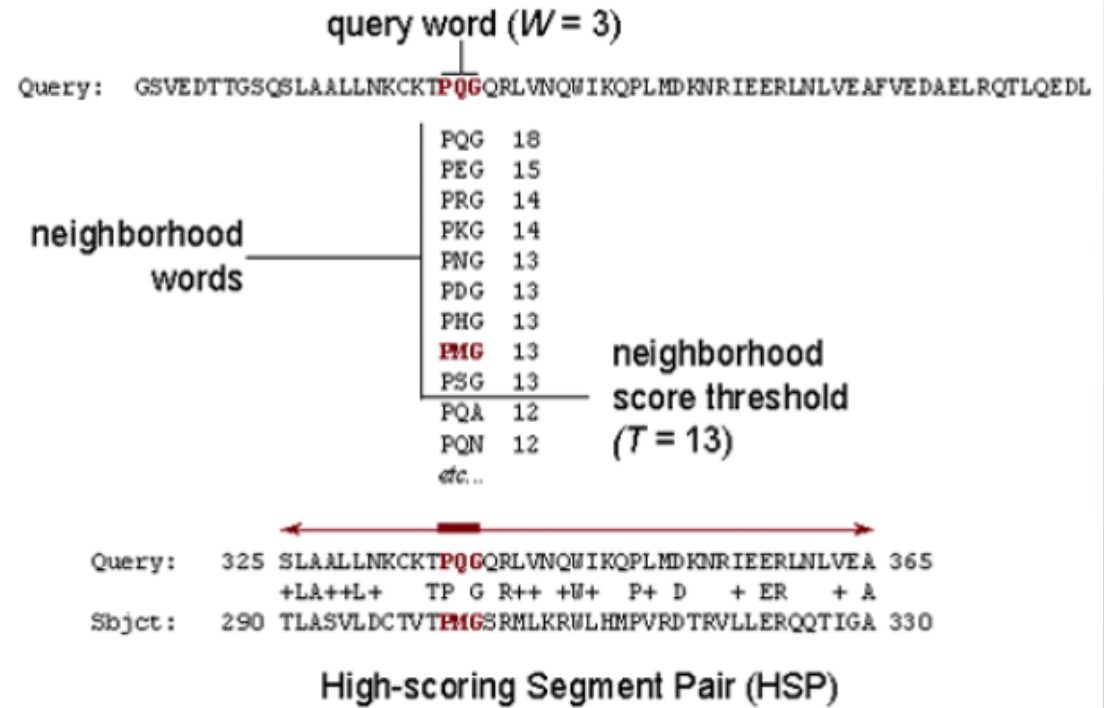 query word (W = 3)
Query: GSVEDTTGSQSLAALLNKCKTPQGQRLVNQWIKQPLMDKNRIEERLNLVEAFVEDAELRQTLQEDL
PQG 18
PEG 15
PRG 14
PKG 14
neighborhood
words
PNG 13
PDG 13
PHG 13
PMG 13
PSG 13
neighborhood
score threshold
(T = 13)
PQA 12
PQN 12
etc...
Query: 325 SLAALLNKCKTPQGQRLVNQWIKQPLMDKNRIEERLNLVEA 365
+LA++L+ TP G R++ +W+ P+ D + ER + A
Sbjct: 290 TLASVLDCTVTPMGSRMLKRWLHMPVRDTRVLLERQQTIGA 330
High-scoring Segment Pair (HSP)